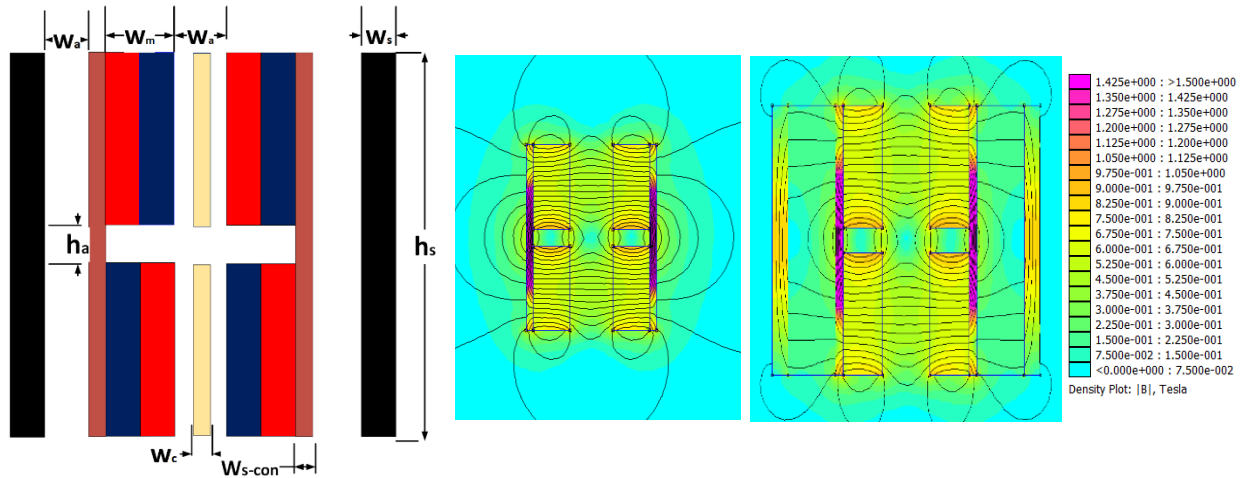 Wa
Wm
Wa
Ws
ha
hs
Wc
Ws-con
1.425e+000 : >1.500e+000
1.350e+000 : 1.425e+000
1.275e+000 : 1.350e+000
1.200e+000 : 1.275e+000
1.125e+000 : 1.200e+000
1.050e+000 : 1.125e+000
9.750e-001 : 1.050e+000
9.000e-001 : 9.750e-001
8.250e-001 : 9.000e-001
7.500e-001 : 8.250e-001
6.750e-001 : 7.500e-001
6.000e-001 : 6.750e-001
5.250e-001 : 6.000e-001
4.500e-001 : 5.250e-001
3.750e-001 : 4.500e-001
3.000e-001 : 3.750e-001
2.250e-001 : 3.000e-001
1.500e-001 : 2.250e-001
7.500e-002 : 1.500e-001
<0.000e+000 : 7.500e-002
Density Plot: |B|, Tesla